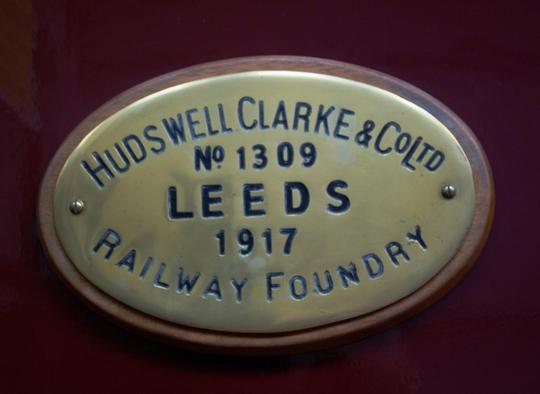 HUDSWELL CLARKE & CO LTD
No 1309
LEEDS
1917
RAILWAY FOUNDRY